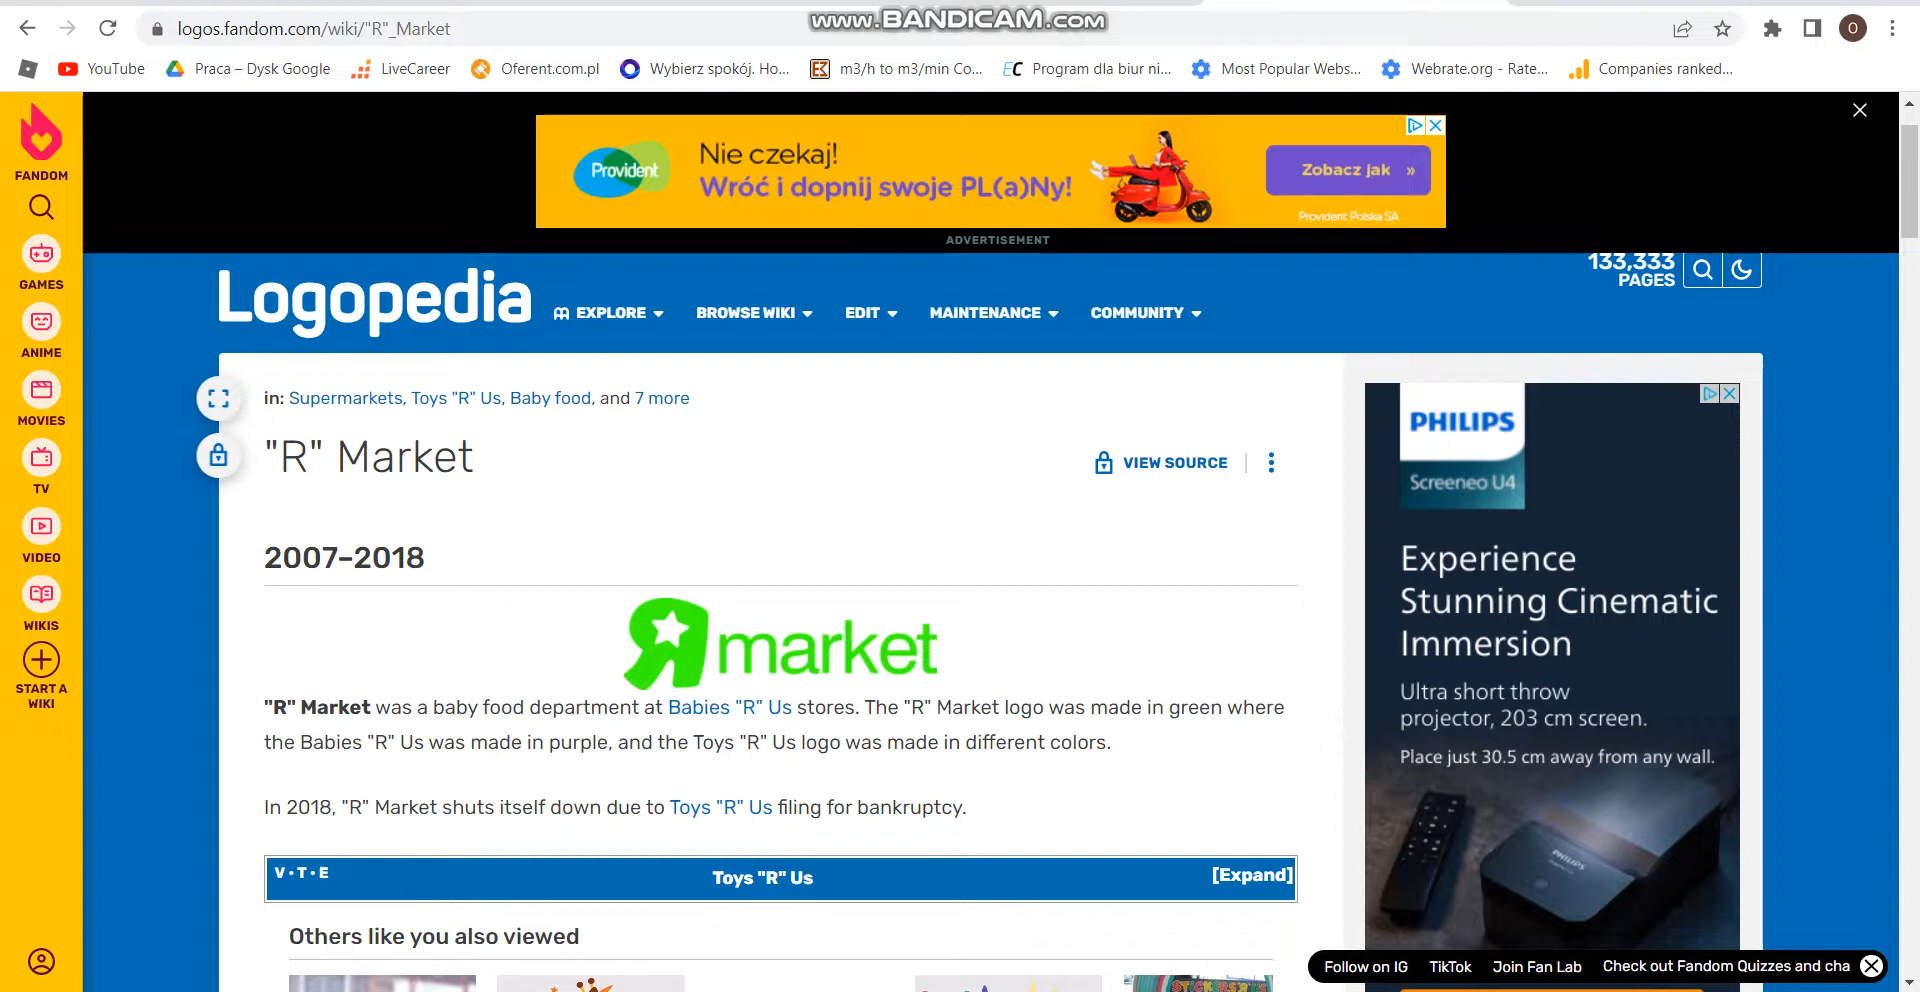 www.BANDICAM.com
logos.fandom.com/wiki/"R"_Market
O
YouTube
Praca – Dysk Google
LiveCareer
Oferent.com.pl
Wybierz spokój. Ho...
m3/h to m3/min Co...
EC Program dla biur ni...
Most Popular Webs...
Webrate.org - Rate...
Companies ranked...
Provident
Nie czekaj!
Wróć i dopnij swoje PL(a)Ny!
Zobacz jak »
Provident Polska SA
ADVERTISEMENT
FANDOM
GAMES
ANIME
MOVIES
TV
VIDEO
WIKIS
START A
WIKI
Logopedia
EXPLORE
BROWSE WIKI
EDIT
MAINTENANCE
COMMUNITY
133,333
PAGES
in: Supermarkets, Toys "R" Us, Baby food, and 7 more
"R" Market
VIEW SOURCE
2007–2018
R market
"R" Market was a baby food department at Babies "R" Us stores. The "R" Market logo was made in green where
the Babies "R" Us was made in purple, and the Toys "R" Us logo was made in different colors.
In 2018, "R" Market shuts itself down due to Toys "R" Us filing for bankruptcy.
V • T • E
Toys "R" Us
[Expand]
Others like you also viewed
STICKERS
PHILIPS
Screeneo U4
Experience
Stunning Cinematic
Immersion
Ultra short throw
projector, 203 cm screen.
Place just 30.5 cm away from any wall.
PHILIPS
Follow on IG
TikTok
Join Fan Lab
Check out Fandom Quizzes and cha